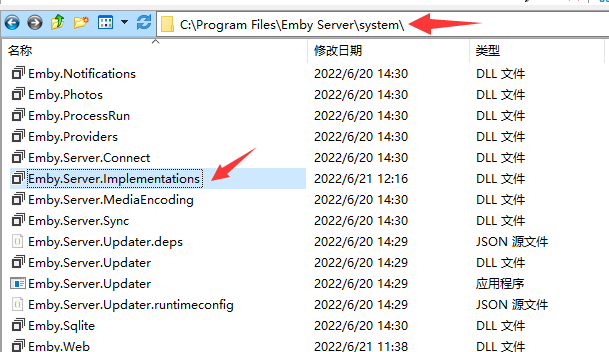 C:\Program Files\Emby Server\system\
名称 修改日期 类型
Emby.Notifications 2022/6/20 14:30 DLL 文件
Emby.Photos 2022/6/20 14:30 DLL 文件
Emby.ProcessRun 2022/6/20 14:30 DLL 文件
Emby.Providers 2022/6/20 14:30 DLL 文件
Emby.Server.Connect 2022/6/20 14:30 DLL 文件
Emby.Server.Implementations 2022/6/21 12:16 DLL 文件
Emby.Server.MediaEncoding 2022/6/20 14:30 DLL 文件
Emby.Server.Sync 2022/6/20 14:30 DLL 文件
Emby.Server.Updater.deps 2022/6/20 14:29 JSON 源文件
Emby.Server.Updater 2022/6/20 14:29 DLL 文件
Emby.Server.Updater 2022/6/20 14:29 应用程序
Emby.Server.Updater.runtimeconfig 2022/6/20 14:29 JSON 源文件
Emby.Sqlite 2022/6/20 14:30 DLL 文件
Emby.Web 2022/6/21 11:38 DLL 文件